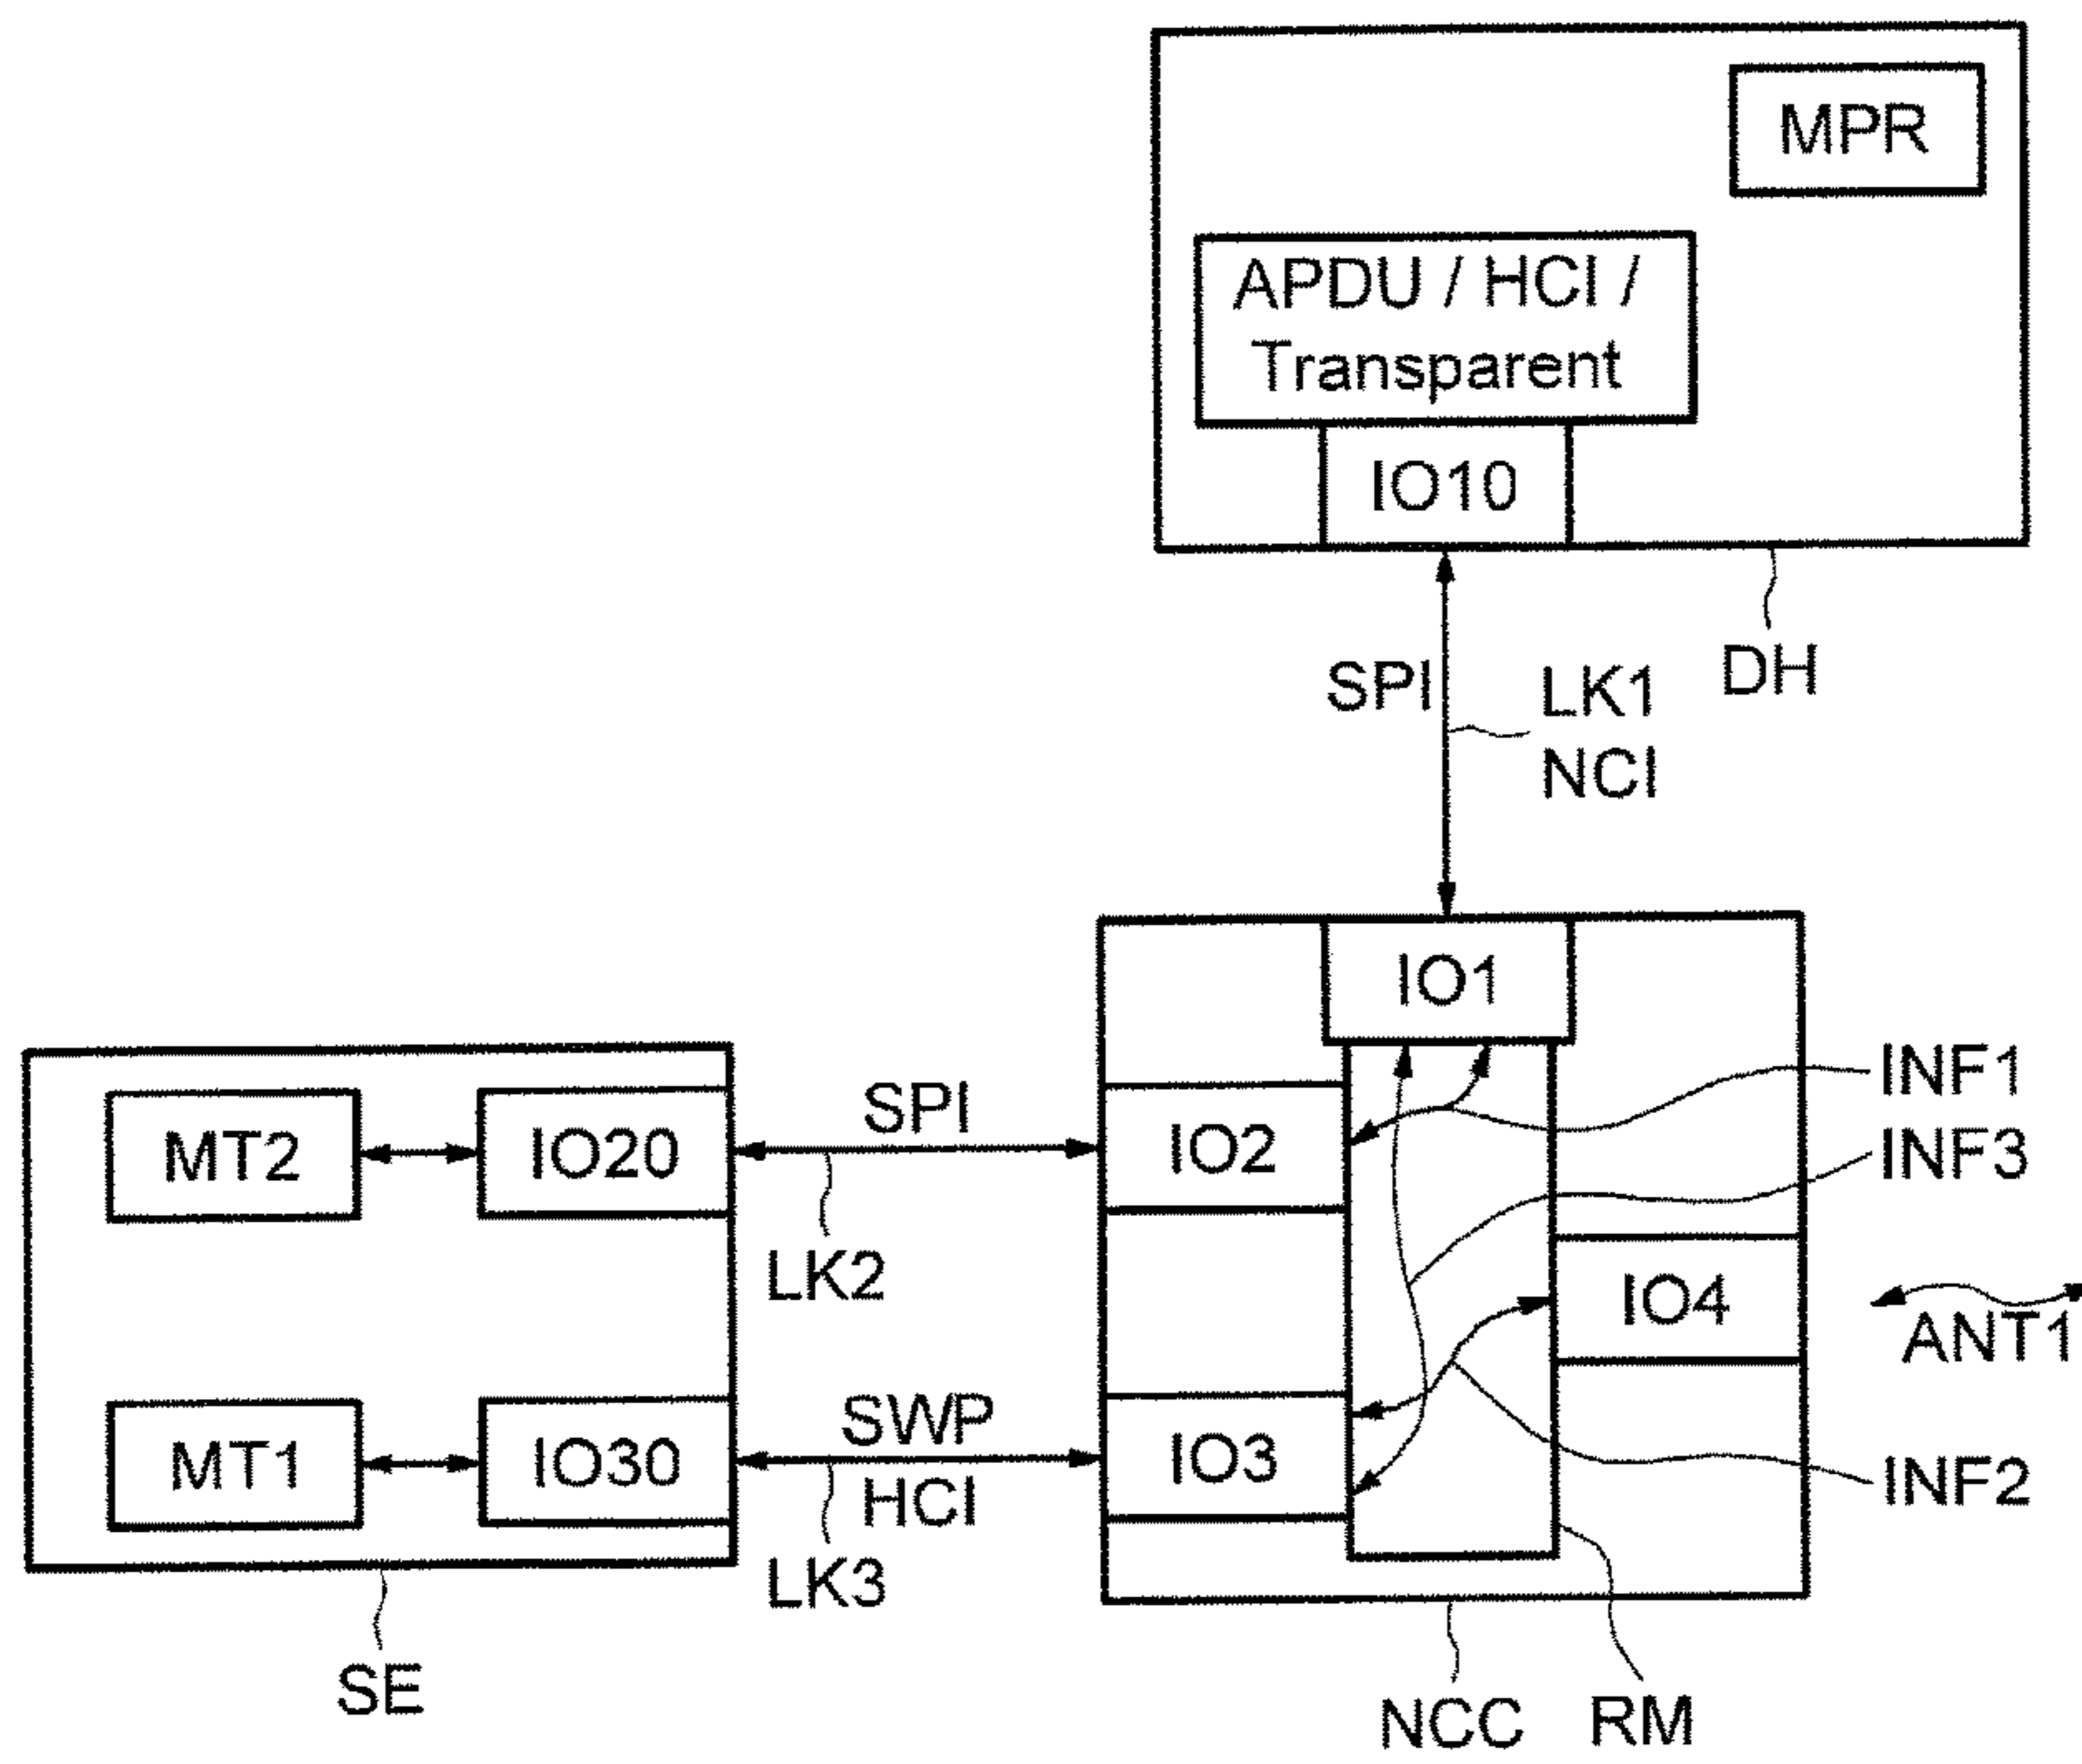 MPR
APDU / HCI /
Transparent
IO10
DH
SPI
LK1
NCI
IO1
INF1
INF3
MT2
IO20
SPI
IO2
LK2
IO4
ANT1
MT1
IO30
SWP
HCI
IO3
INF2
LK3
SE
NCC
RM